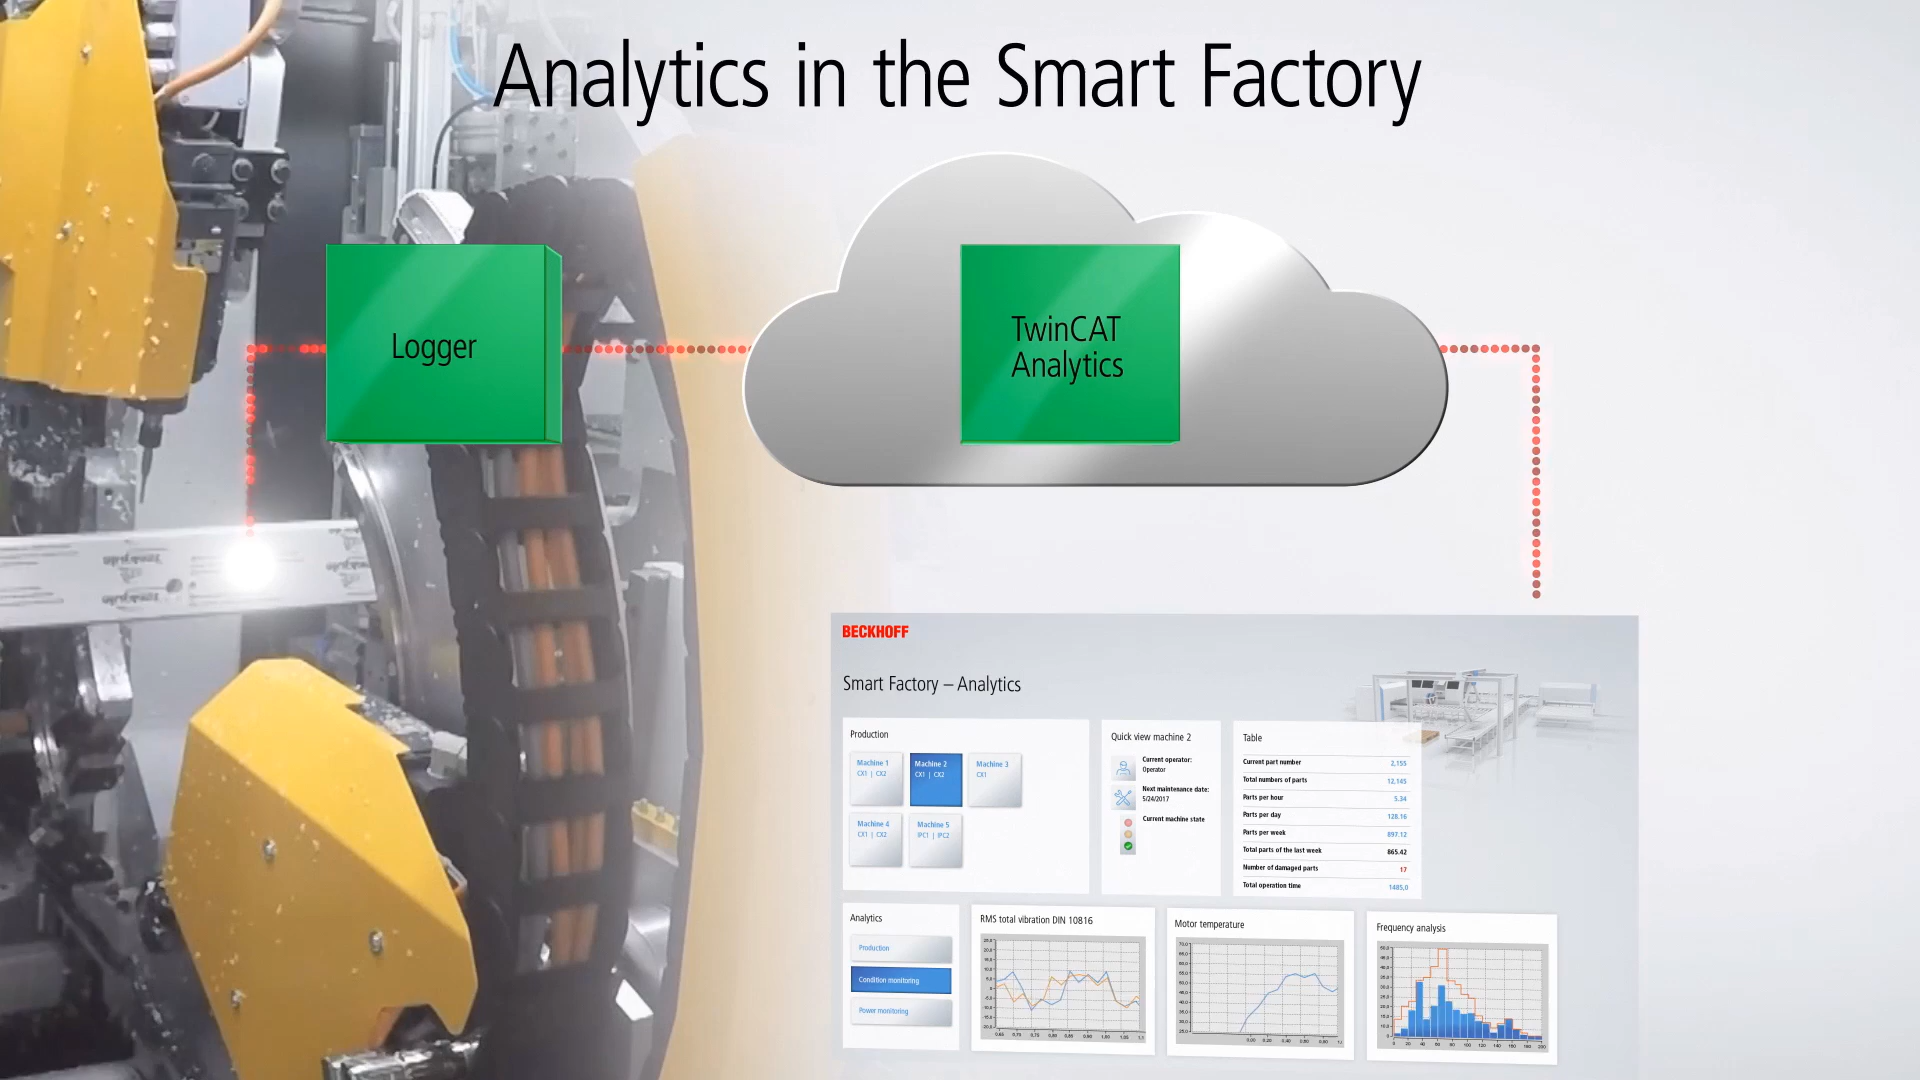 Analytics in the Smart Factory
Logger
TwinCAT
Analytics
BECKHOFF
Smart Factory – Analytics
Production
Machine 1
CX1 | CX2
Machine 2
CX1 | CX2
Machine 3
CX1
Machine 4
CX1 | CX2
Machine 5
IPC1 | IPC2
Quick view machine 2
Current operator:
Operator
Next maintenance date:
5/24/2017
Current machine state
Table
Current part number 2,155
Total numbers of parts 12,145
Parts per hour 5.34
Parts per day 128.16
Parts per week 897.12
Total parts of the last week 865.42
Number of damaged parts 17
Total operation time 1485,0
Analytics
Production
Condition monitoring
Power monitoring
RMS total vibration DIN 10816
Motor temperature
Frequency analysis